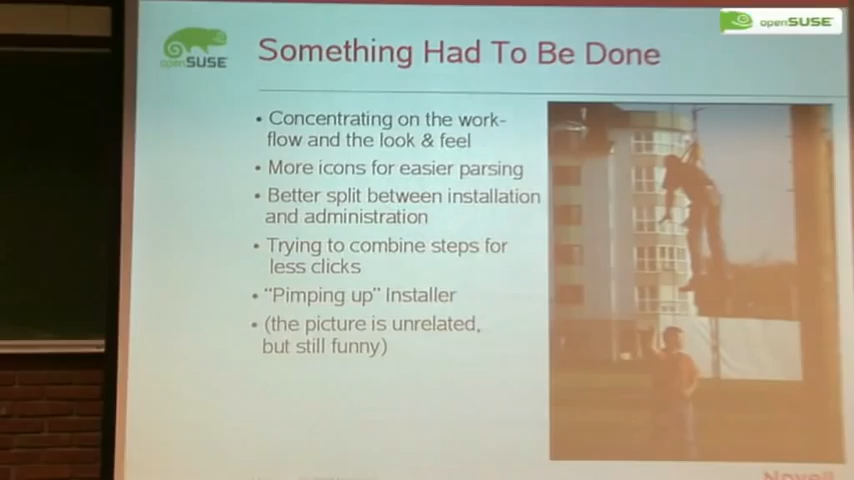 openSUSE
openSUSE
Something Had To Be Done
• Concentrating on the work-
flow and the look & feel
• More icons for easier parsing
• Better split between installation
and administration
• Trying to combine steps for
less clicks
• "Pimping up" Installer
• (the picture is unrelated,
but still funny)
Novell